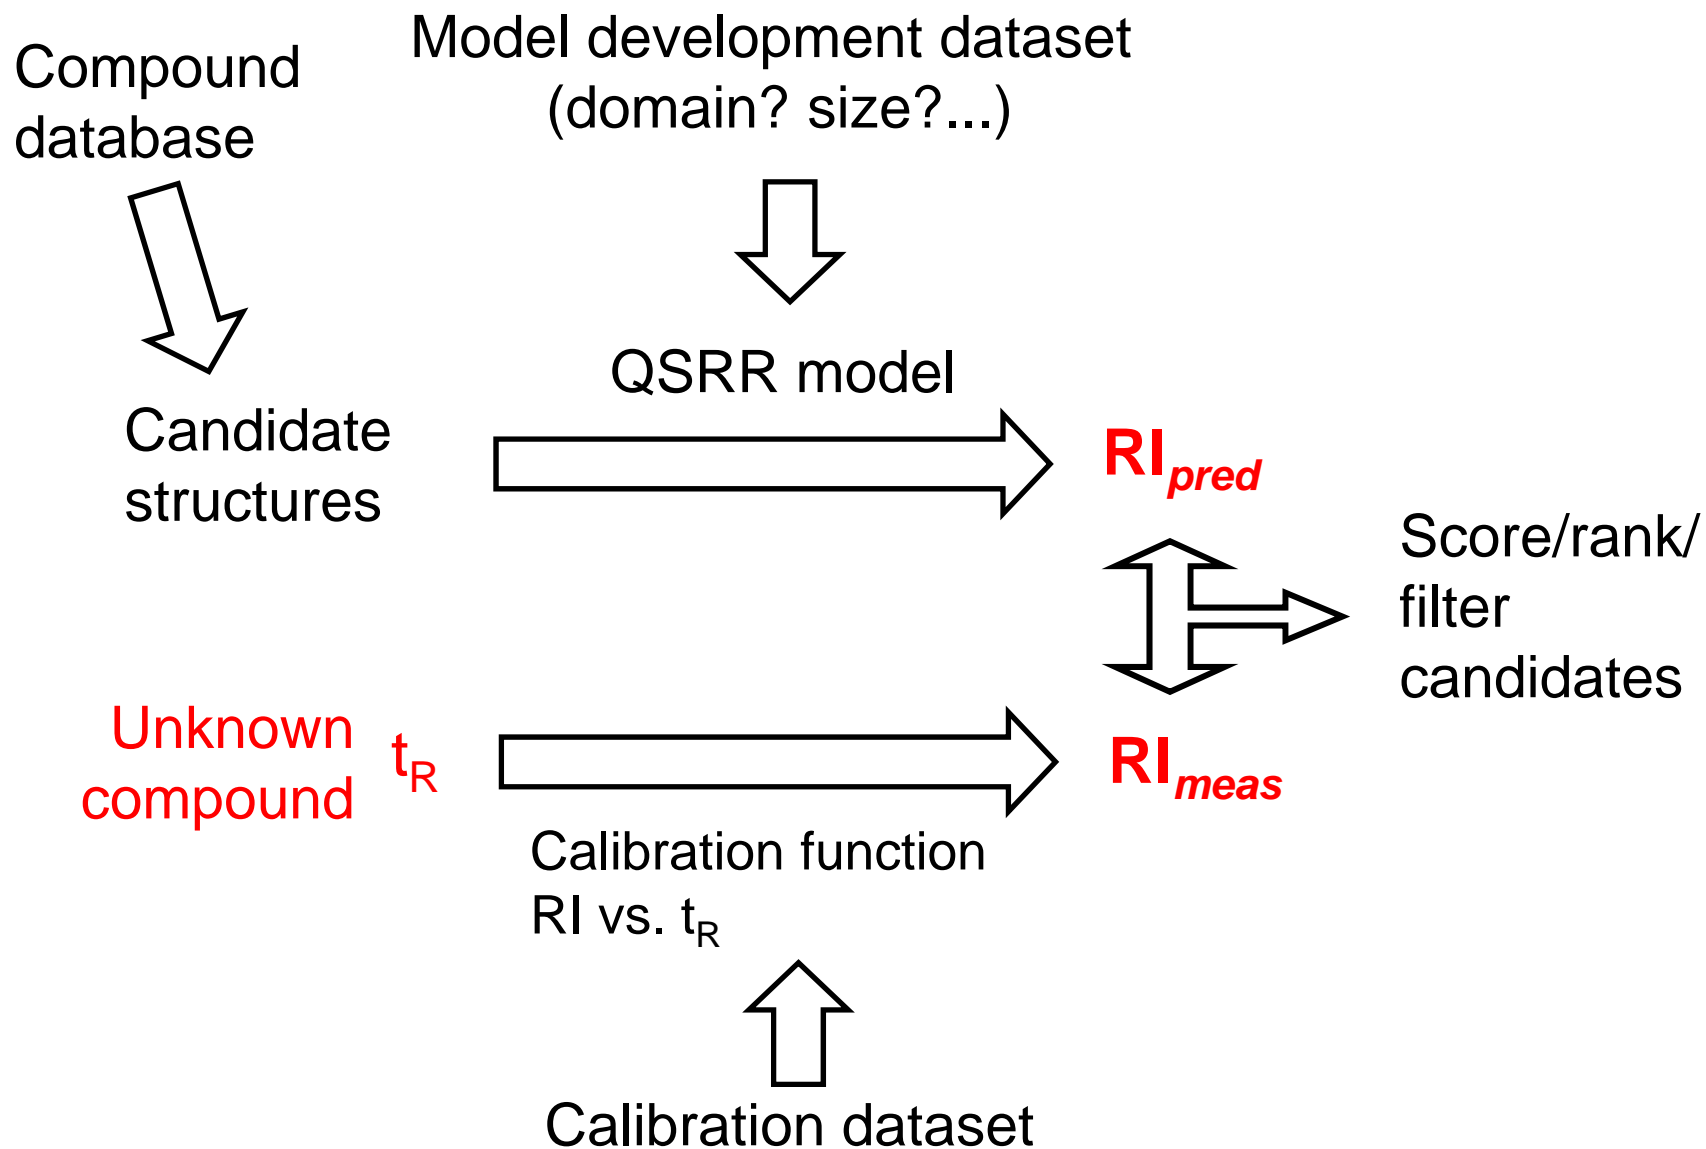 Compound
database
Model development dataset
(domain? size?...)
QSRR model
Candidate
structures
RIpred
Score/rank/
filter
candidates
Unknown
compound
tR
RImeas
Calibration function
RI vs. tR
Calibration dataset